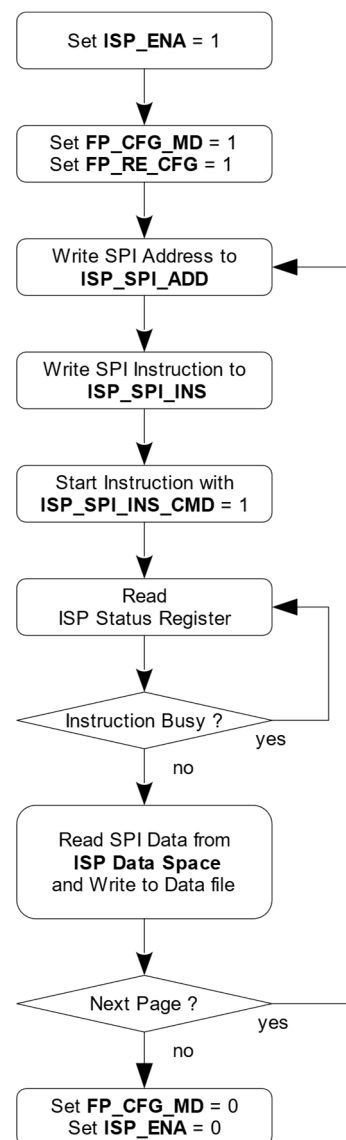 Set ISP_ENA = 1
Set FP_CFG_MD = 1
Set FP_RE_CFG = 1
Write SPI Address to
ISP_SPI_ADD
Write SPI Instruction to
ISP_SPI_INS
Start Instruction with
ISP_SPI_INS_CMD = 1
Read
ISP Status Register
Instruction Busy ?
yes
no
Read SPI Data from
ISP Data Space
and Write to Data file
Next Page ?
yes
no
Set FP_CFG_MD = 0
Set ISP_ENA = 0